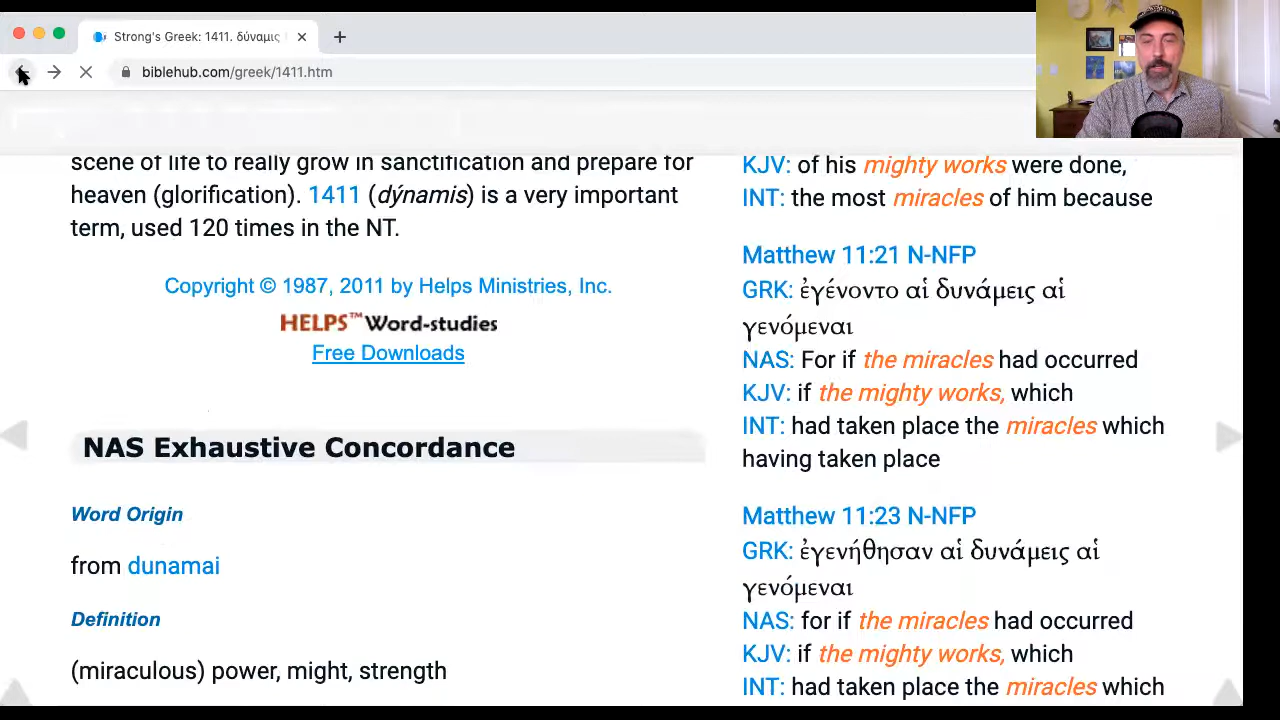 Strong's Greek: 1411. δύναμις
biblehub.com/greek/1411.htm
scene of life to really grow in sanctification and prepare for
heaven (glorification). 1411 (dýnamis) is a very important
term, used 120 times in the NT.
Copyright © 1987, 2011 by Helps Ministries, Inc.
HELPS™ Word-studies
Free Downloads
NAS Exhaustive Concordance
Word Origin
from dunamai
Definition
(miraculous) power, might, strength
KJV: of his mighty works were done,
INT: the most miracles of him because
Matthew 11:21 N-NFP
GRK: ἐγένοντο αἱ δυνάμεις αἱ
γενόμεναι
NAS: For if the miracles had occurred
KJV: if the mighty works, which
INT: had taken place the miracles which
having taken place
Matthew 11:23 N-NFP
GRK: ἐγενήθησαν αἱ δυνάμεις αἱ
γενόμεναι
NAS: for if the miracles had occurred
KJV: if the mighty works, which
INT: had taken place the miracles which